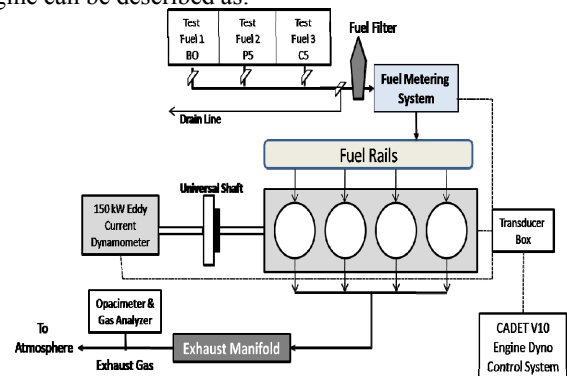 gine can be described as:
Test
Fuel 1
BO
Test
Fuel 2
P5
Test
Fuel 3
C5
Fuel Filter
Fuel Metering
System
Drain Line
Fuel Rails
Universal Shaft
150 kW Eddy
Current
Dynamometer
Transducer
Box
Opacimeter &
Gas Analyzer
To
Atmosphere
Exhaust Gas
Exhaust Manifold
CADET V10
Engine Dyno
Control System